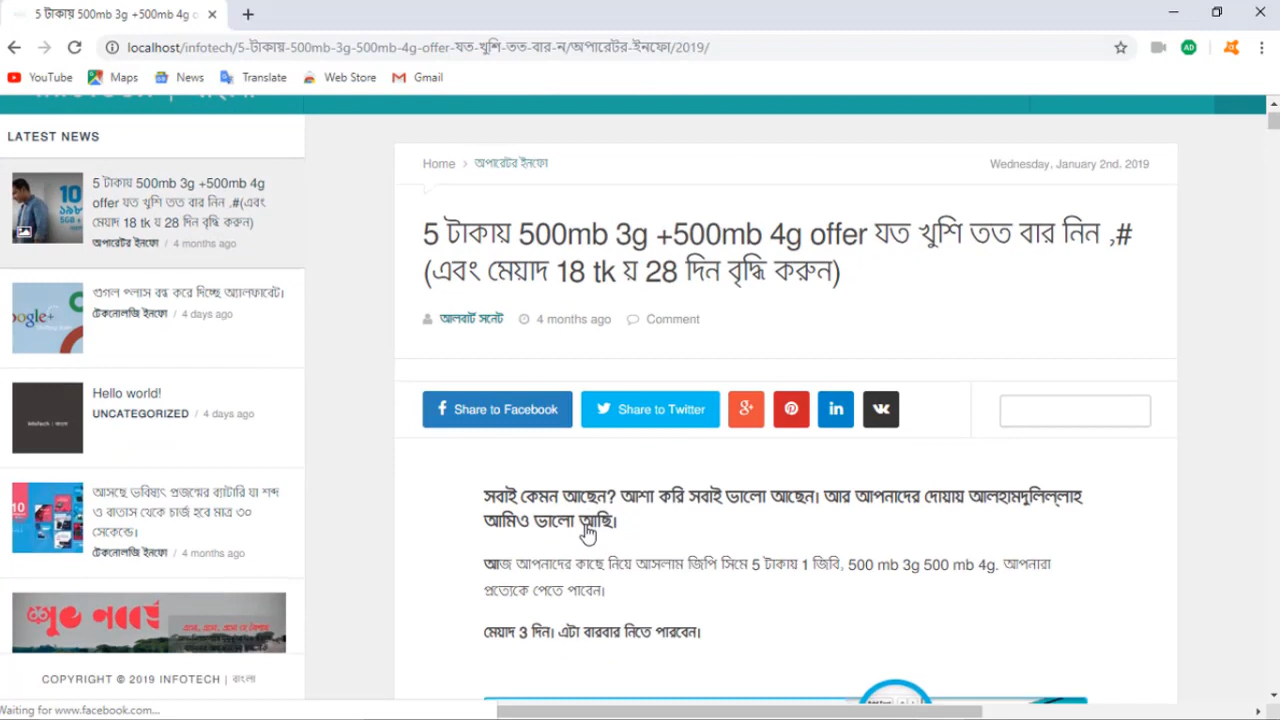 5 টাকায় 500mb 3g +500mb 4g o
localhost/infotech/5-টাকায়-500mb-3g-500mb-4g-offer-যত-খুশি-তত-বার-ন/অপারেটর-ইনফো/2019/
YouTube Maps News Translate Web Store Gmail
LATEST NEWS
5 টাকায় 500mb 3g +500mb 4g
offer যত খুশি তত বার নিন ,#(এবং
মেয়াদ 18 tk য় 28 দিন বৃদ্ধি করুন)
অপারেটর ইনফো / 4 months ago
গুগল প্লাস বন্ধ করে দিচ্ছে অ্যালফাবেট।
টেকনোলজি ইনফো / 4 days ago
Hello world!
UNCATEGORIZED / 4 days ago
আসছে ভবিষ্যৎ প্রজন্মের ব্যাটারি যা শব্দ
ও বাতাস থেকে চার্জ হবে মাত্র ৩০
সেকেন্ডে।
টেকনোলজি ইনফো / 4 months ago
শুভ নববর্ষ
COPYRIGHT © 2019 INFOTECH | বাংলা
Waiting for www.facebook.com...
Home > অপারেটর ইনফো
Wednesday, January 2nd. 2019
5 টাকায় 500mb 3g +500mb 4g offer যত খুশি তত বার নিন ,#
(এবং মেয়াদ 18 tk য় 28 দিন বৃদ্ধি করুন)
আলবার্ট সনেট 4 months ago Comment
Share to Facebook Share to Twitter
সবাই কেমন আছেন? আশা করি সবাই ভালো আছেন। আর আপনাদের দোয়ায় আলহামদুলিল্লাহ
আমিও ভালো আছি।
আজ আপনাদের কাছে নিয়ে আসলাম জিপি সিমে 5 টাকায় 1 জিবি, 500 mb 3g 500 mb 4g. আপনারা
প্রত্যেকে পেতে পাবেন।
মেয়াদ 3 দিন। এটা বারবার নিতে পারবেন।